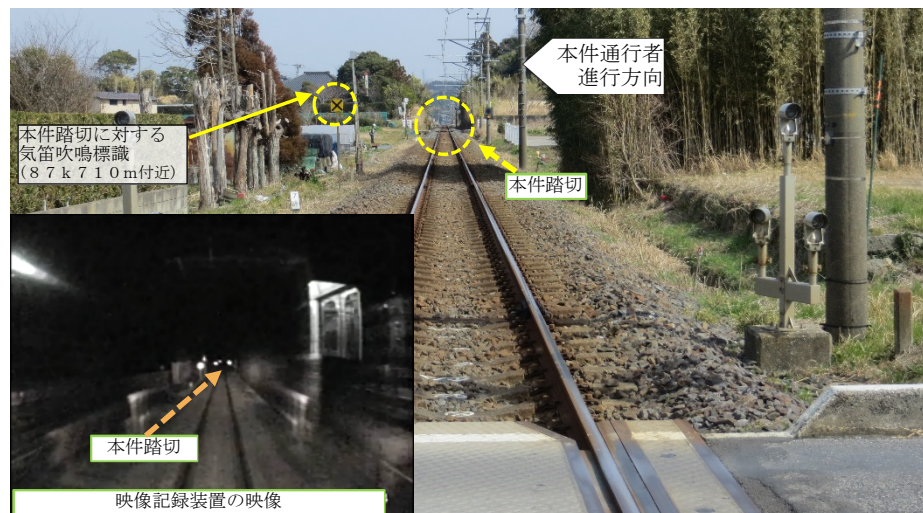 本件通行者
進行方向
本件踏切に対する
気笛吹鳴標識
(87k710m付近)
本件踏切
本件踏切
映像記録装置の映像